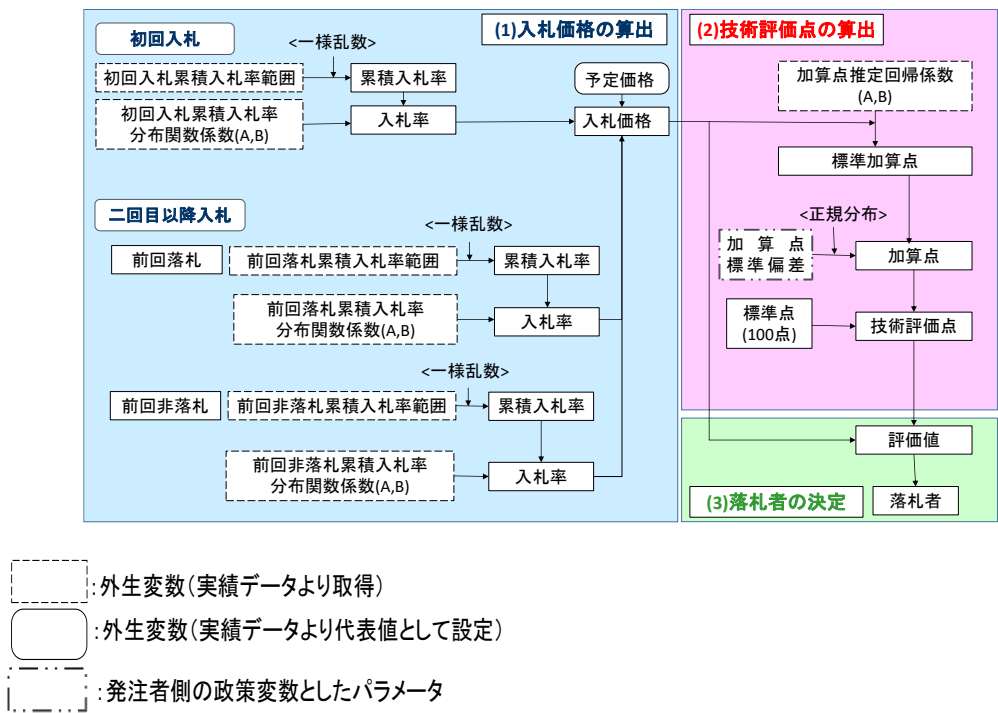 (1)入札価格の算出
初回入札
<一様乱数>
初回入札累積入札率範囲
累積入札率
初回入札累積入札率
分布関数係数(A,B)
入札率
予定価格
入札価格
二回目以降入札
<一様乱数>
前回落札
前回落札累積入札率範囲
累積入札率
前回落札累積入札率
分布関数係数(A,B)
入札率
<一様乱数>
前回非落札
前回非落札累積入札率範囲
累積入札率
前回非落札累積入札率
分布関数係数(A,B)
入札率
(2)技術評価点の算出
加算点推定回帰係数
(A,B)
標準加算点
<正規分布>
加算点
標準偏差
加算点
標準点
(100点)
技術評価点
評価値
(3)落札者の決定
落札者
:外生変数(実績データより取得)
:外生変数(実績データより代表値として設定)
:発注者側の政策変数としたパラメータ